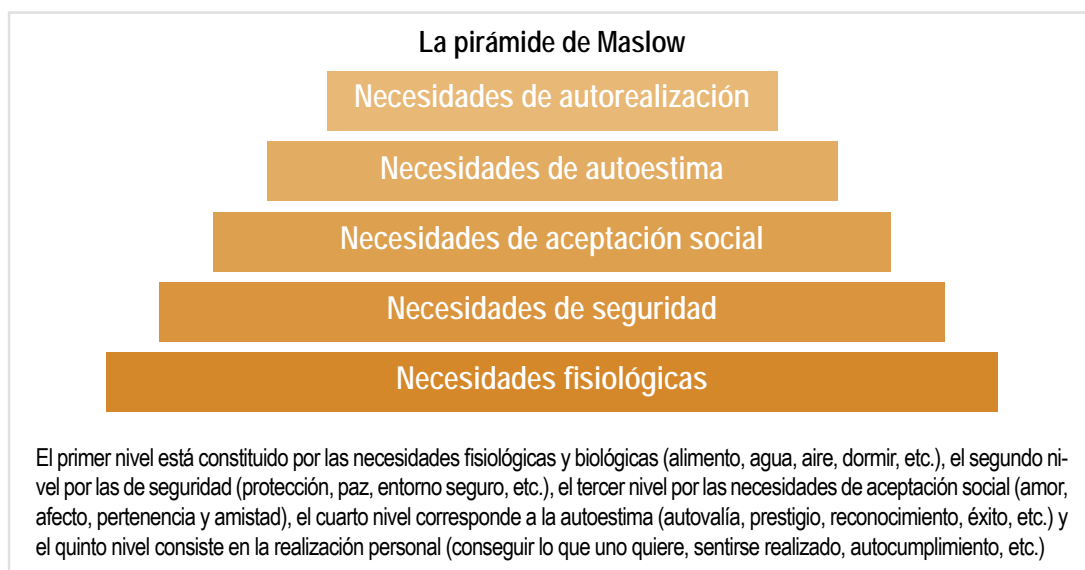 La pirámide de Maslow
Necesidades de autorealización
Necesidades de autoestima
Necesidades de aceptación social
Necesidades de seguridad
Necesidades fisiológicas
El primer nivel está constituido por las necesidades fisiológicas y biológicas (alimento, agua, aire, dormir, etc.), el segundo ni-
vel por las de seguridad (protección, paz, entorno seguro, etc.), el tercer nivel por las necesidades de aceptación social (amor,
afecto, pertenencia y amistad), el cuarto nivel corresponde a la autoestima (autovalía, prestigio, reconocimiento, éxito, etc.) y
el quinto nivel consiste en la realización personal (conseguir lo que uno quiere, sentirse realizado, autocumplimiento, etc.)